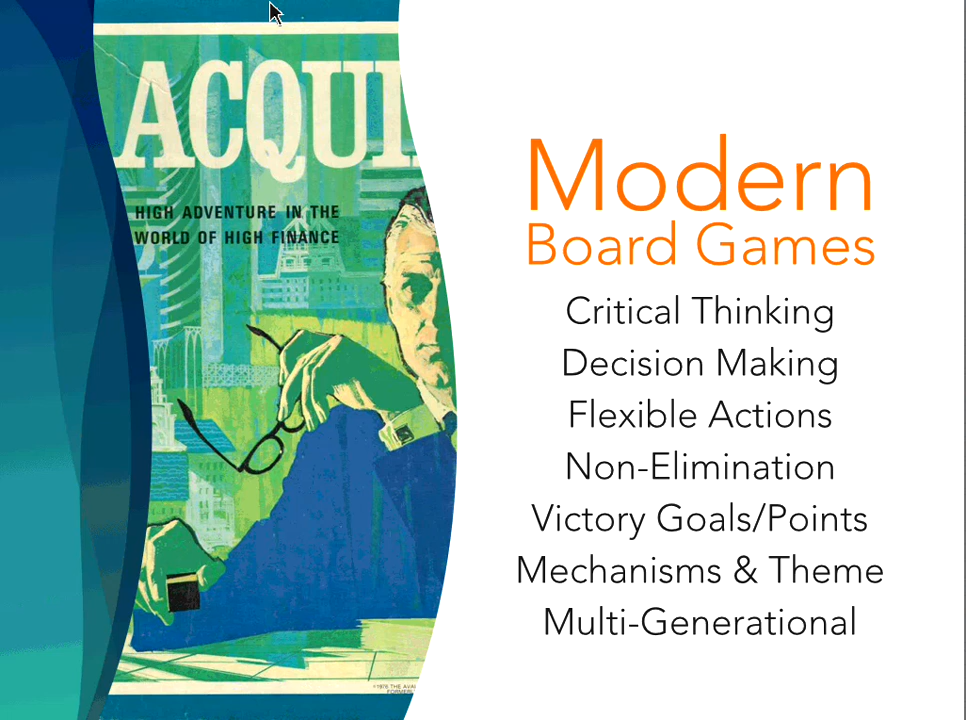 ACQUI
HIGH ADVENTURE IN THE
WORLD OF HIGH FINANCE
Modern
Board Games
Critical Thinking
Decision Making
Flexible Actions
Non-Elimination
Victory Goals/Points
Mechanisms & Theme
Multi-Generational